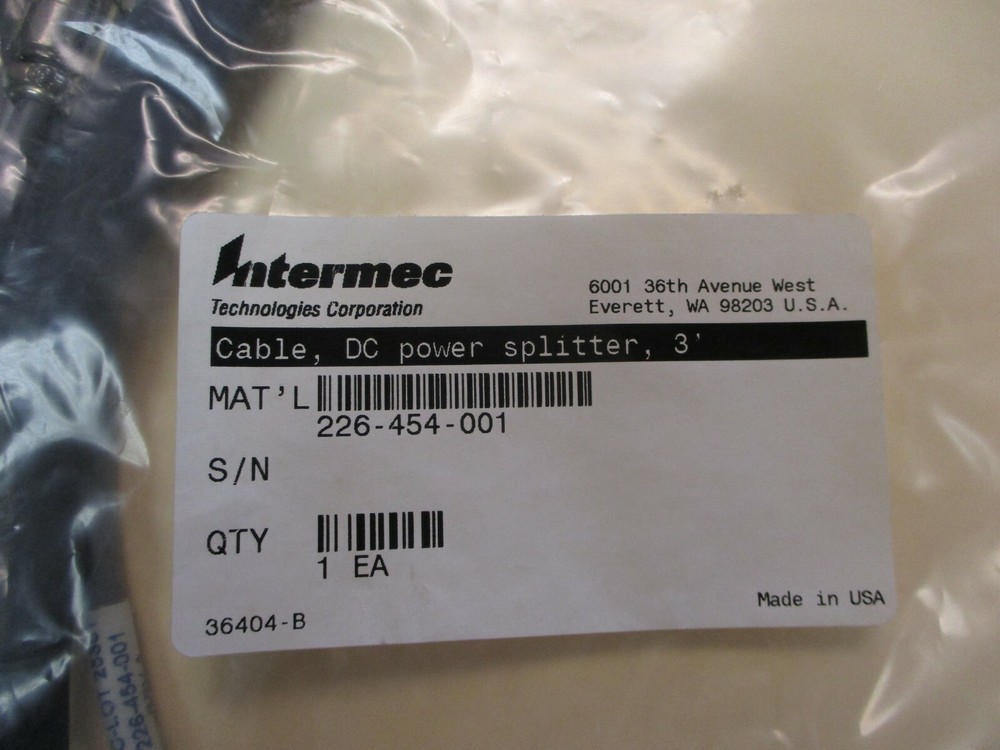 Intermec
Technologies Corporation
6001 36th Avenue West
Everett, WA 98203 U.S.A.
Cable, DC power splitter, 3'
MAT'L
226-454-001
S/N
QTY
1 EA
36404-B
Made in USA
226-454-001